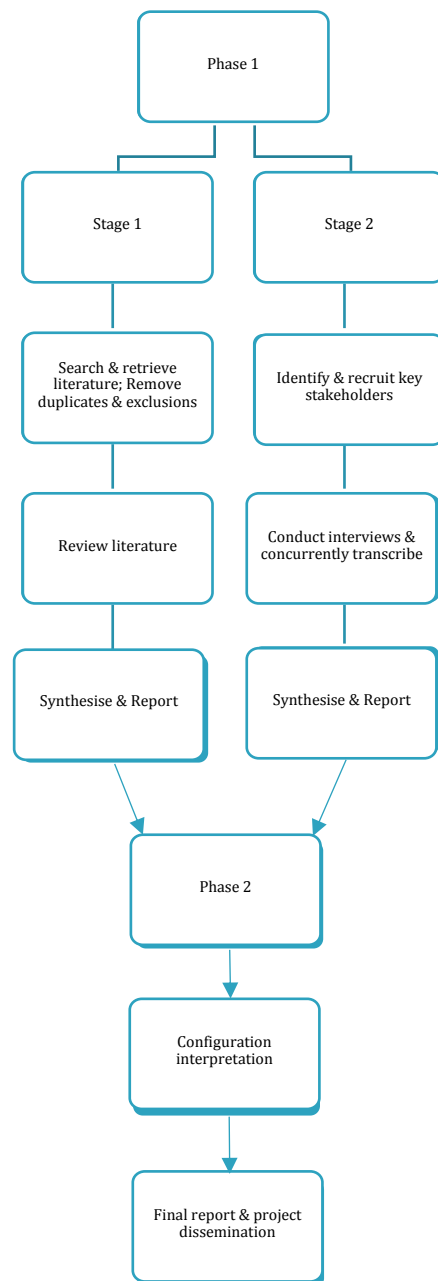 Phase 1
Stage 1
Stage 2
Search & retrieve
literature; Remove
duplicates & exclusions
Identify & recruit key
stakeholders
Review literature
Conduct interviews &
concurrently transcribe
Synthesise & Report
Synthesise & Report
Phase 2
Configuration
interpretation
Final report & project
dissemination